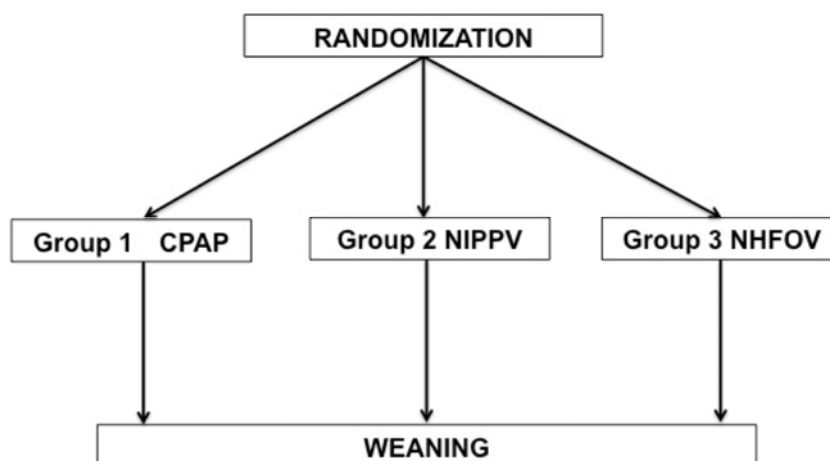 RANDOMIZATION
Group 1 CPAP
Group 2 NIPPV
Group 3 NHFOV
WEANING